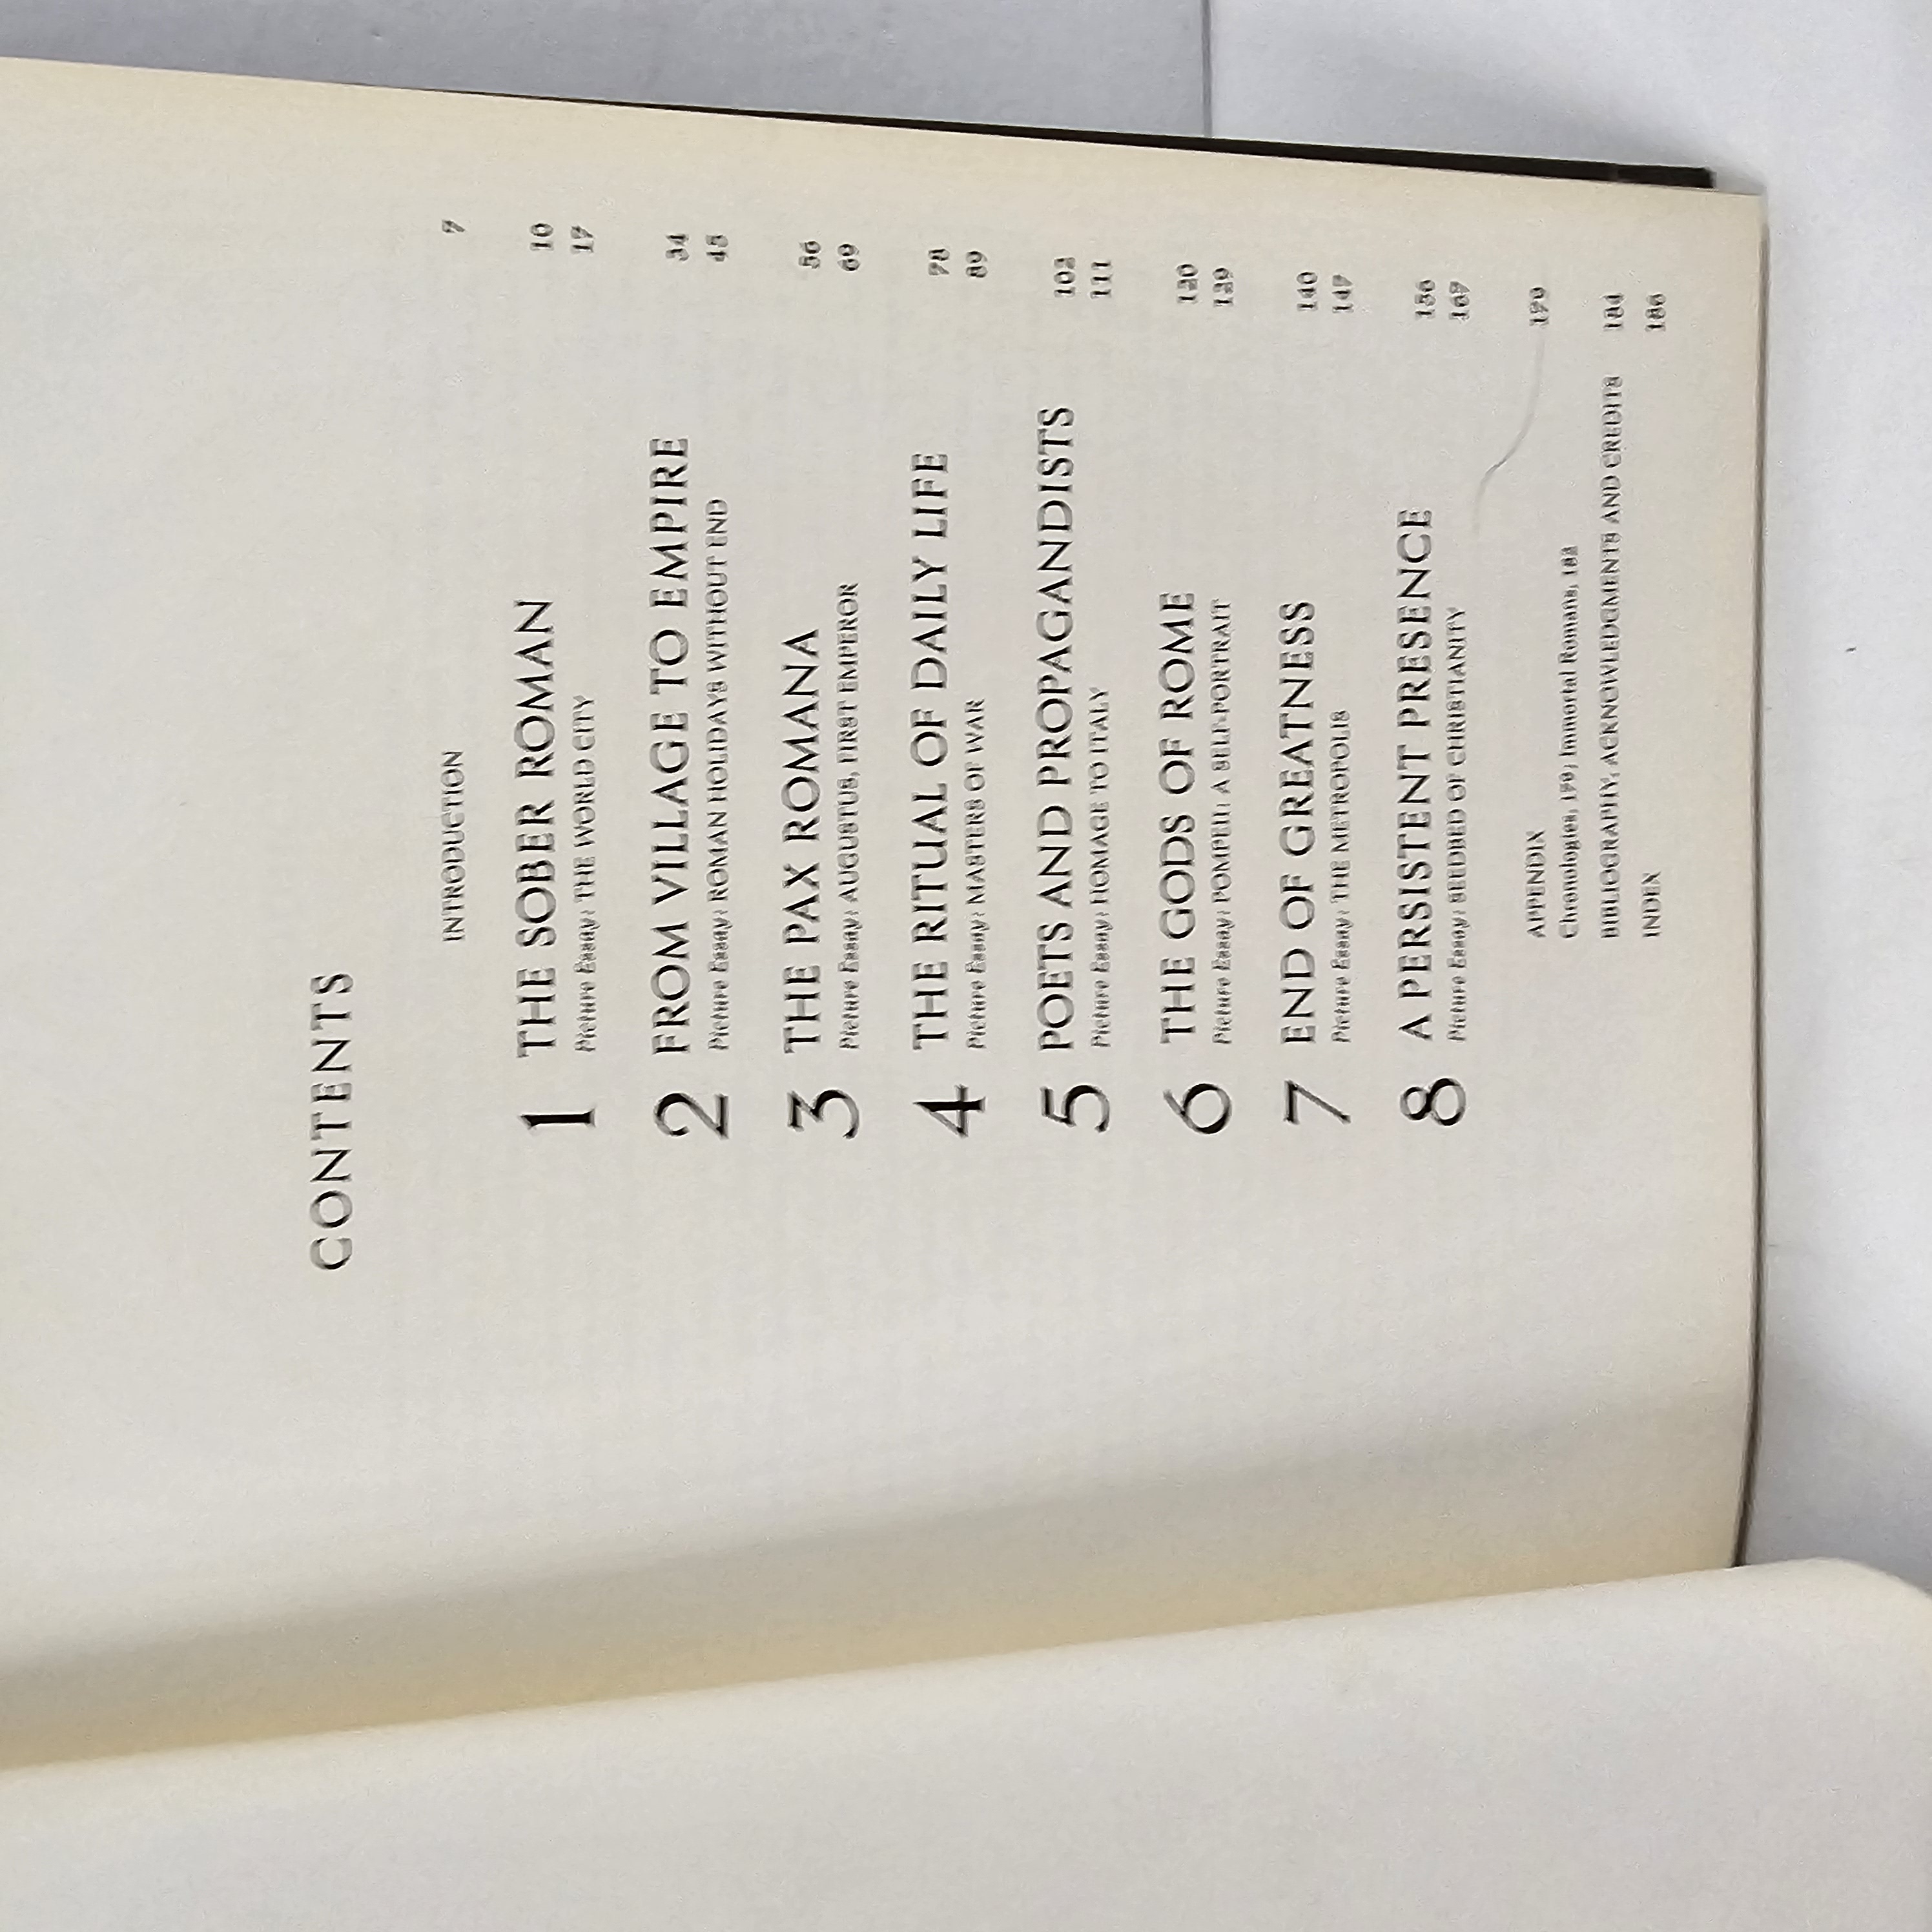 CONTENTS
INTRODUCTION 7
1 THE SOBER ROMAN 10
Picture Essay: THE WORLD CITY 17
2 FROM VILLAGE TO EMPIRE 34
Picture Essay: ROMAN HOLIDAYS WITHOUT END 45
3 THE PAX ROMANA 56
Picture Essay: AUGUSTUS, FIRST EMPEROR 69
4 THE RITUAL OF DAILY LIFE 78
Picture Essay: MASTERS OF WAR 89
5 POETS AND PROPAGANDISTS 102
Picture Essay: HOMAGE TO ITALY 111
6 THE GODS OF ROME 120
Picture Essay: POMPEII: A SELF-PORTRAIT 129
7 END OF GREATNESS 140
Picture Essay: THE METROPOLIS 147
8 A PERSISTENT PRESENCE 156
Picture Essay: SEEDBED OF CHRISTIANITY 167
APPENDIX 179
Chronologies, 179; Immortal Romans, 182
BIBLIOGRAPHY, ACKNOWLEDGMENTS AND CREDITS 184
INDEX 186